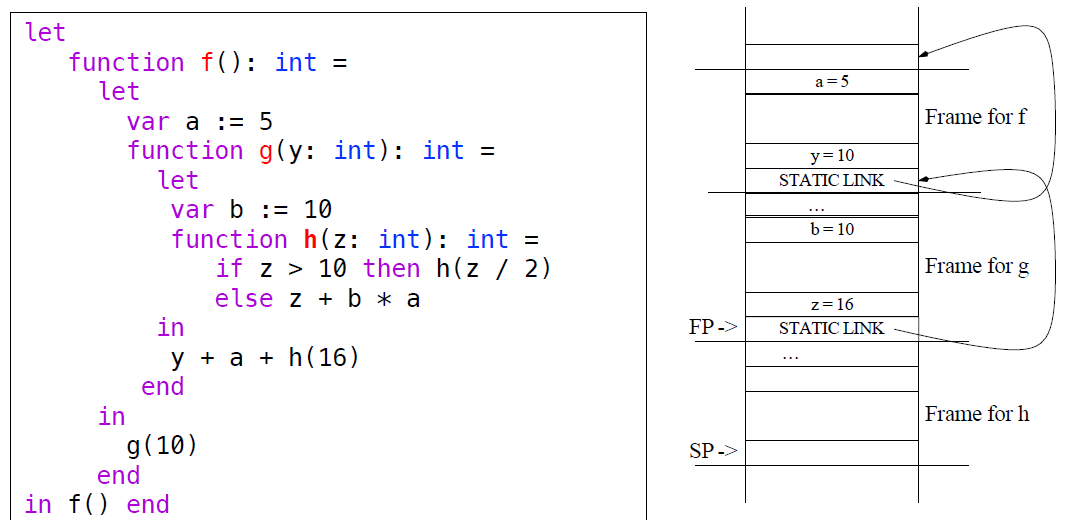 let
function f(): int =
let
var a := 5
function g(y: int): int =
let
var b := 10
function h(z: int): int =
if z > 10 then h(z / 2)
else z + b * a
in
y + a + h(16)
end
in
g(10)
end
in f() end
a = 5
Frame for f
y = 10
STATIC LINK
...
b = 10
Frame for g
z = 16
FP -> STATIC LINK
...
Frame for h
SP ->